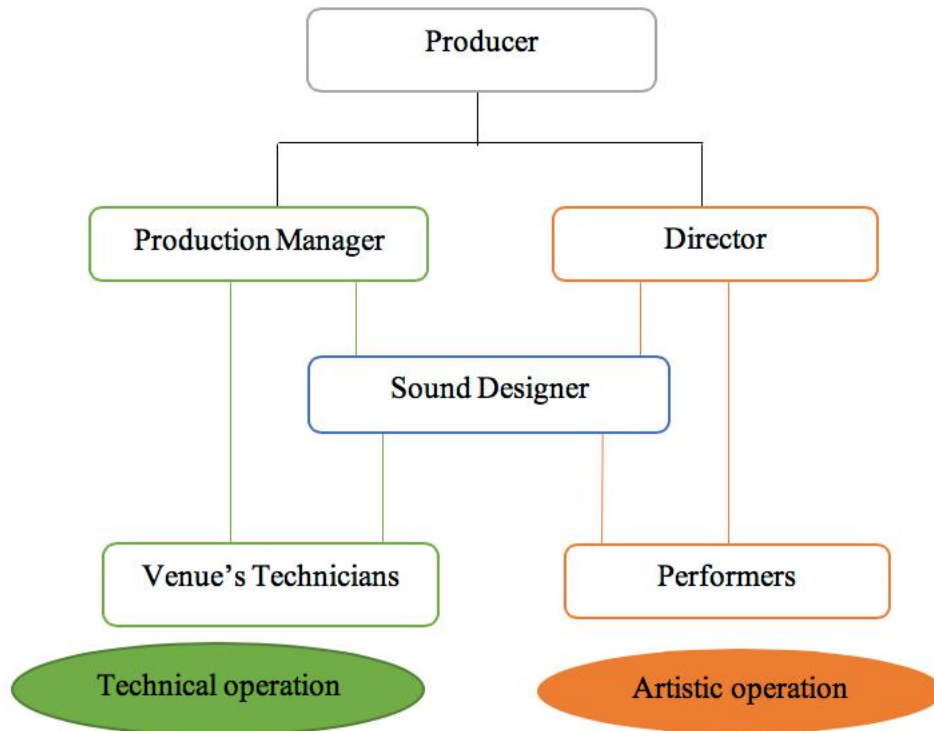 Producer
Production Manager
Director
Sound Designer
Venue’s Technicians
Performers
Technical operation
Artistic operation